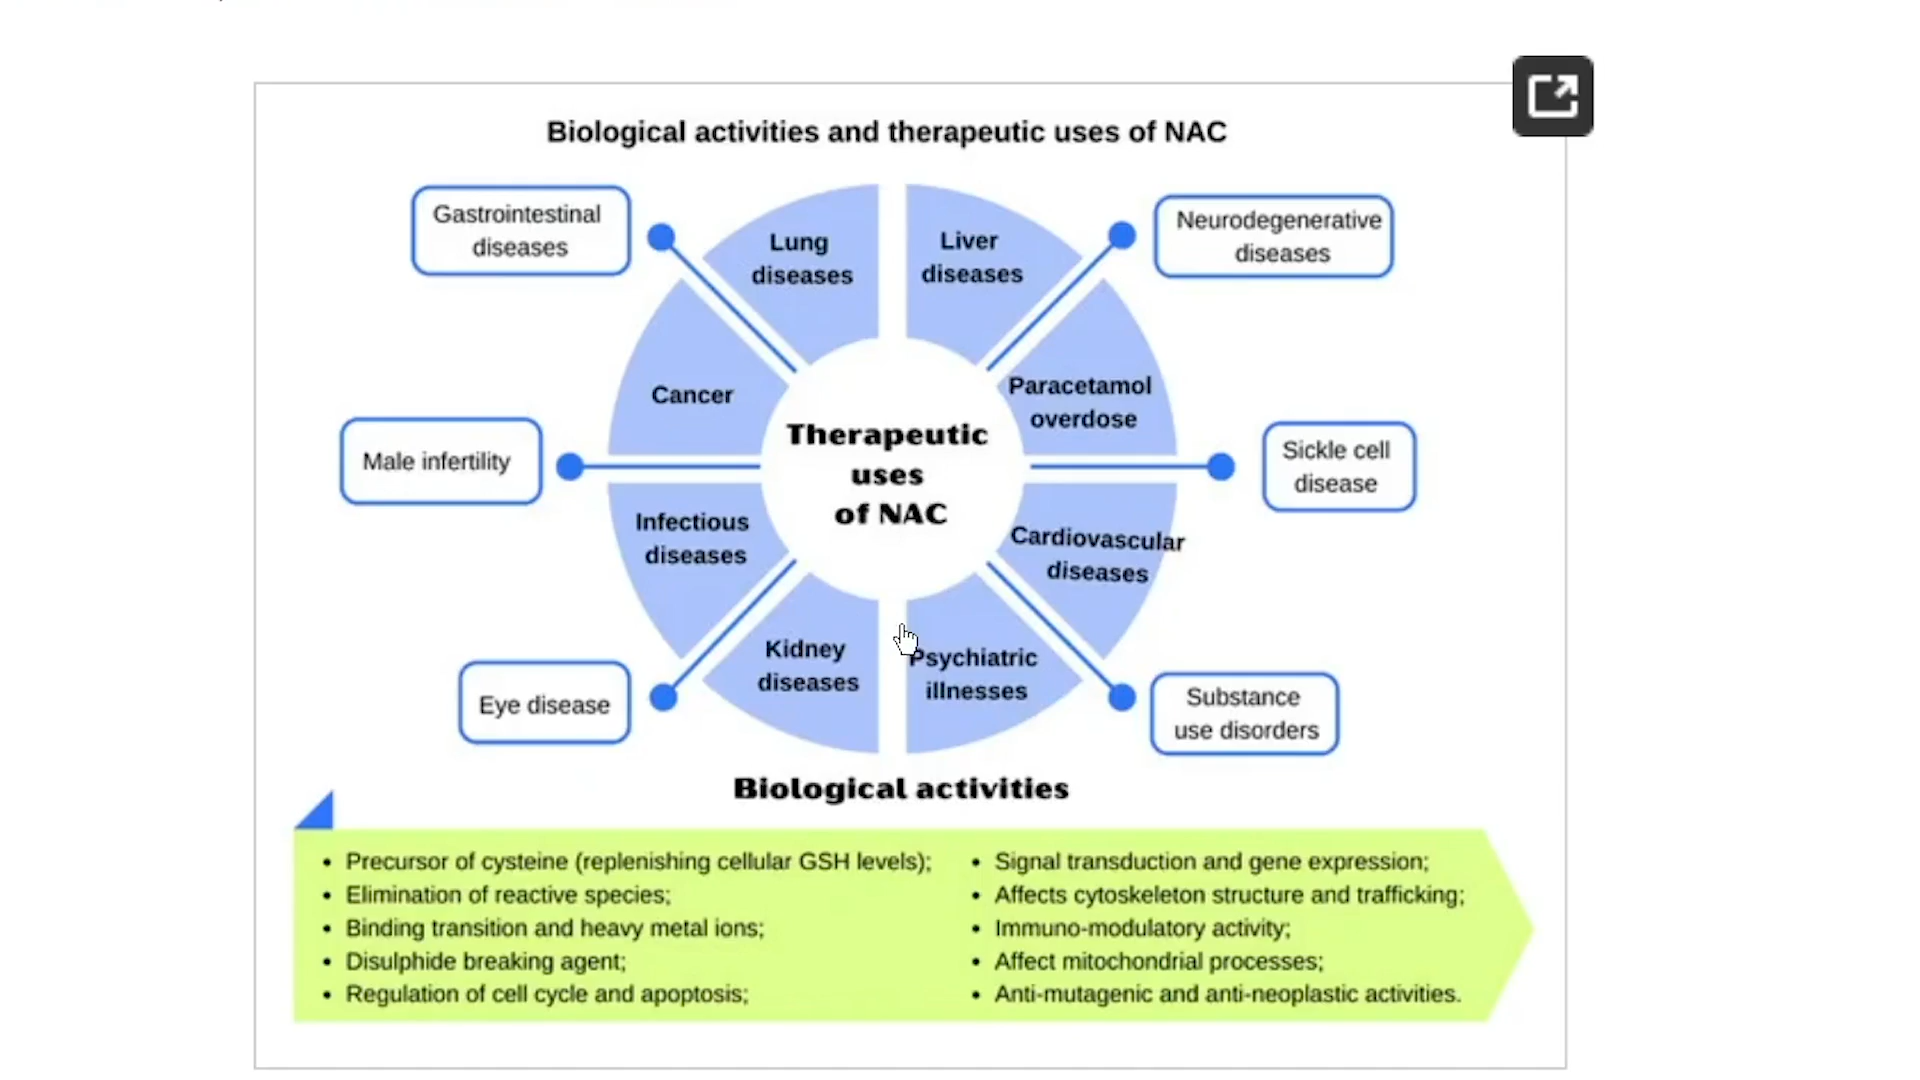 Biological activities and therapeutic uses of NAC
Gastrointestinal
diseases
Lung
diseases
Liver
diseases
Neurodegenerative
diseases
Cancer
Paracetamol
overdose
Male infertility
Therapeutic
uses
of NAC
Sickle cell
disease
Infectious
diseases
Cardiovascular
diseases
Eye disease
Kidney
diseases
Psychiatric
illnesses
Substance
use disorders
Biological activities
• Precursor of cysteine (replenishing cellular GSH levels);
• Elimination of reactive species;
• Binding transition and heavy metal ions;
• Disulphide breaking agent;
• Regulation of cell cycle and apoptosis;
• Signal transduction and gene expression;
• Affects cytoskeleton structure and trafficking;
• Immuno-modulatory activity;
• Affect mitochondrial processes;
• Anti-mutagenic and anti-neoplastic activities.